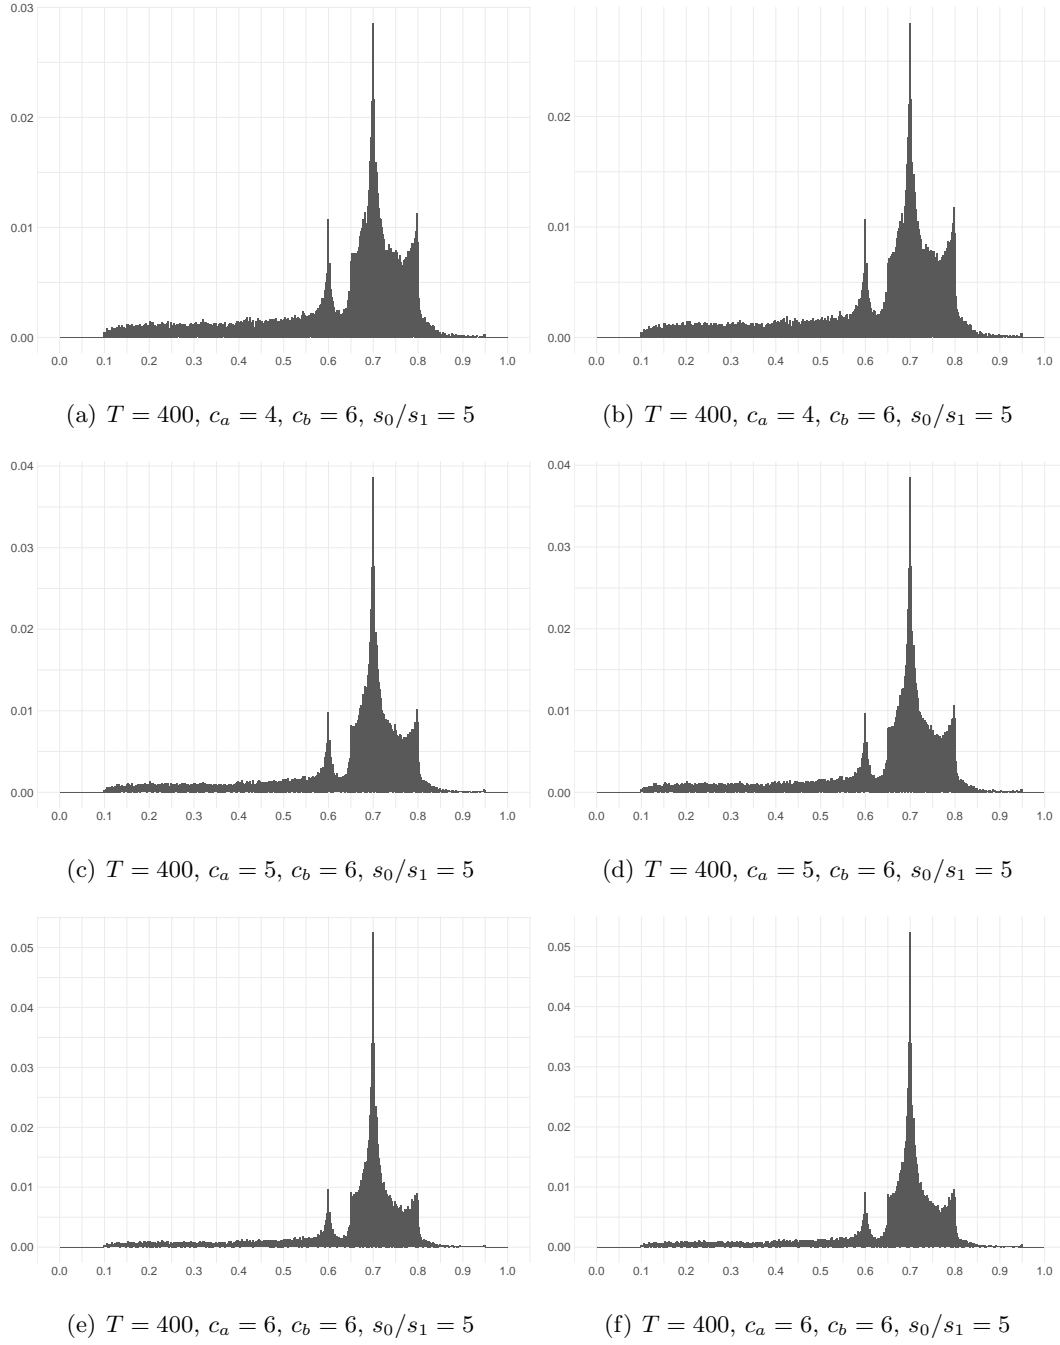 0.03
0.02
0.01
0.00
0.0 0.1 0.2 0.3 0.4 0.5 0.6 0.7 0.8 0.9 1.0
0.02
0.01
0.00
0.0 0.1 0.2 0.3 0.4 0.5 0.6 0.7 0.8 0.9 1.0
(a) T = 400, c_a = 4, c_b = 6, s_0/s_1 = 5
(b) T = 400, c_a = 4, c_b = 6, s_0/s_1 = 5
0.04
0.03
0.02
0.01
0.00
0.0 0.1 0.2 0.3 0.4 0.5 0.6 0.7 0.8 0.9 1.0
0.04
0.03
0.02
0.01
0.00
0.0 0.1 0.2 0.3 0.4 0.5 0.6 0.7 0.8 0.9 1.0
(c) T = 400, c_a = 5, c_b = 6, s_0/s_1 = 5
(d) T = 400, c_a = 5, c_b = 6, s_0/s_1 = 5
0.05
0.04
0.03
0.02
0.01
0.00
0.0 0.1 0.2 0.3 0.4 0.5 0.6 0.7 0.8 0.9 1.0
0.05
0.04
0.03
0.02
0.01
0.00
0.0 0.1 0.2 0.3 0.4 0.5 0.6 0.7 0.8 0.9 1.0
(e) T = 400, c_a = 6, c_b = 6, s_0/s_1 = 5
(f) T = 400, c_a = 6, c_b = 6, s_0/s_1 = 5